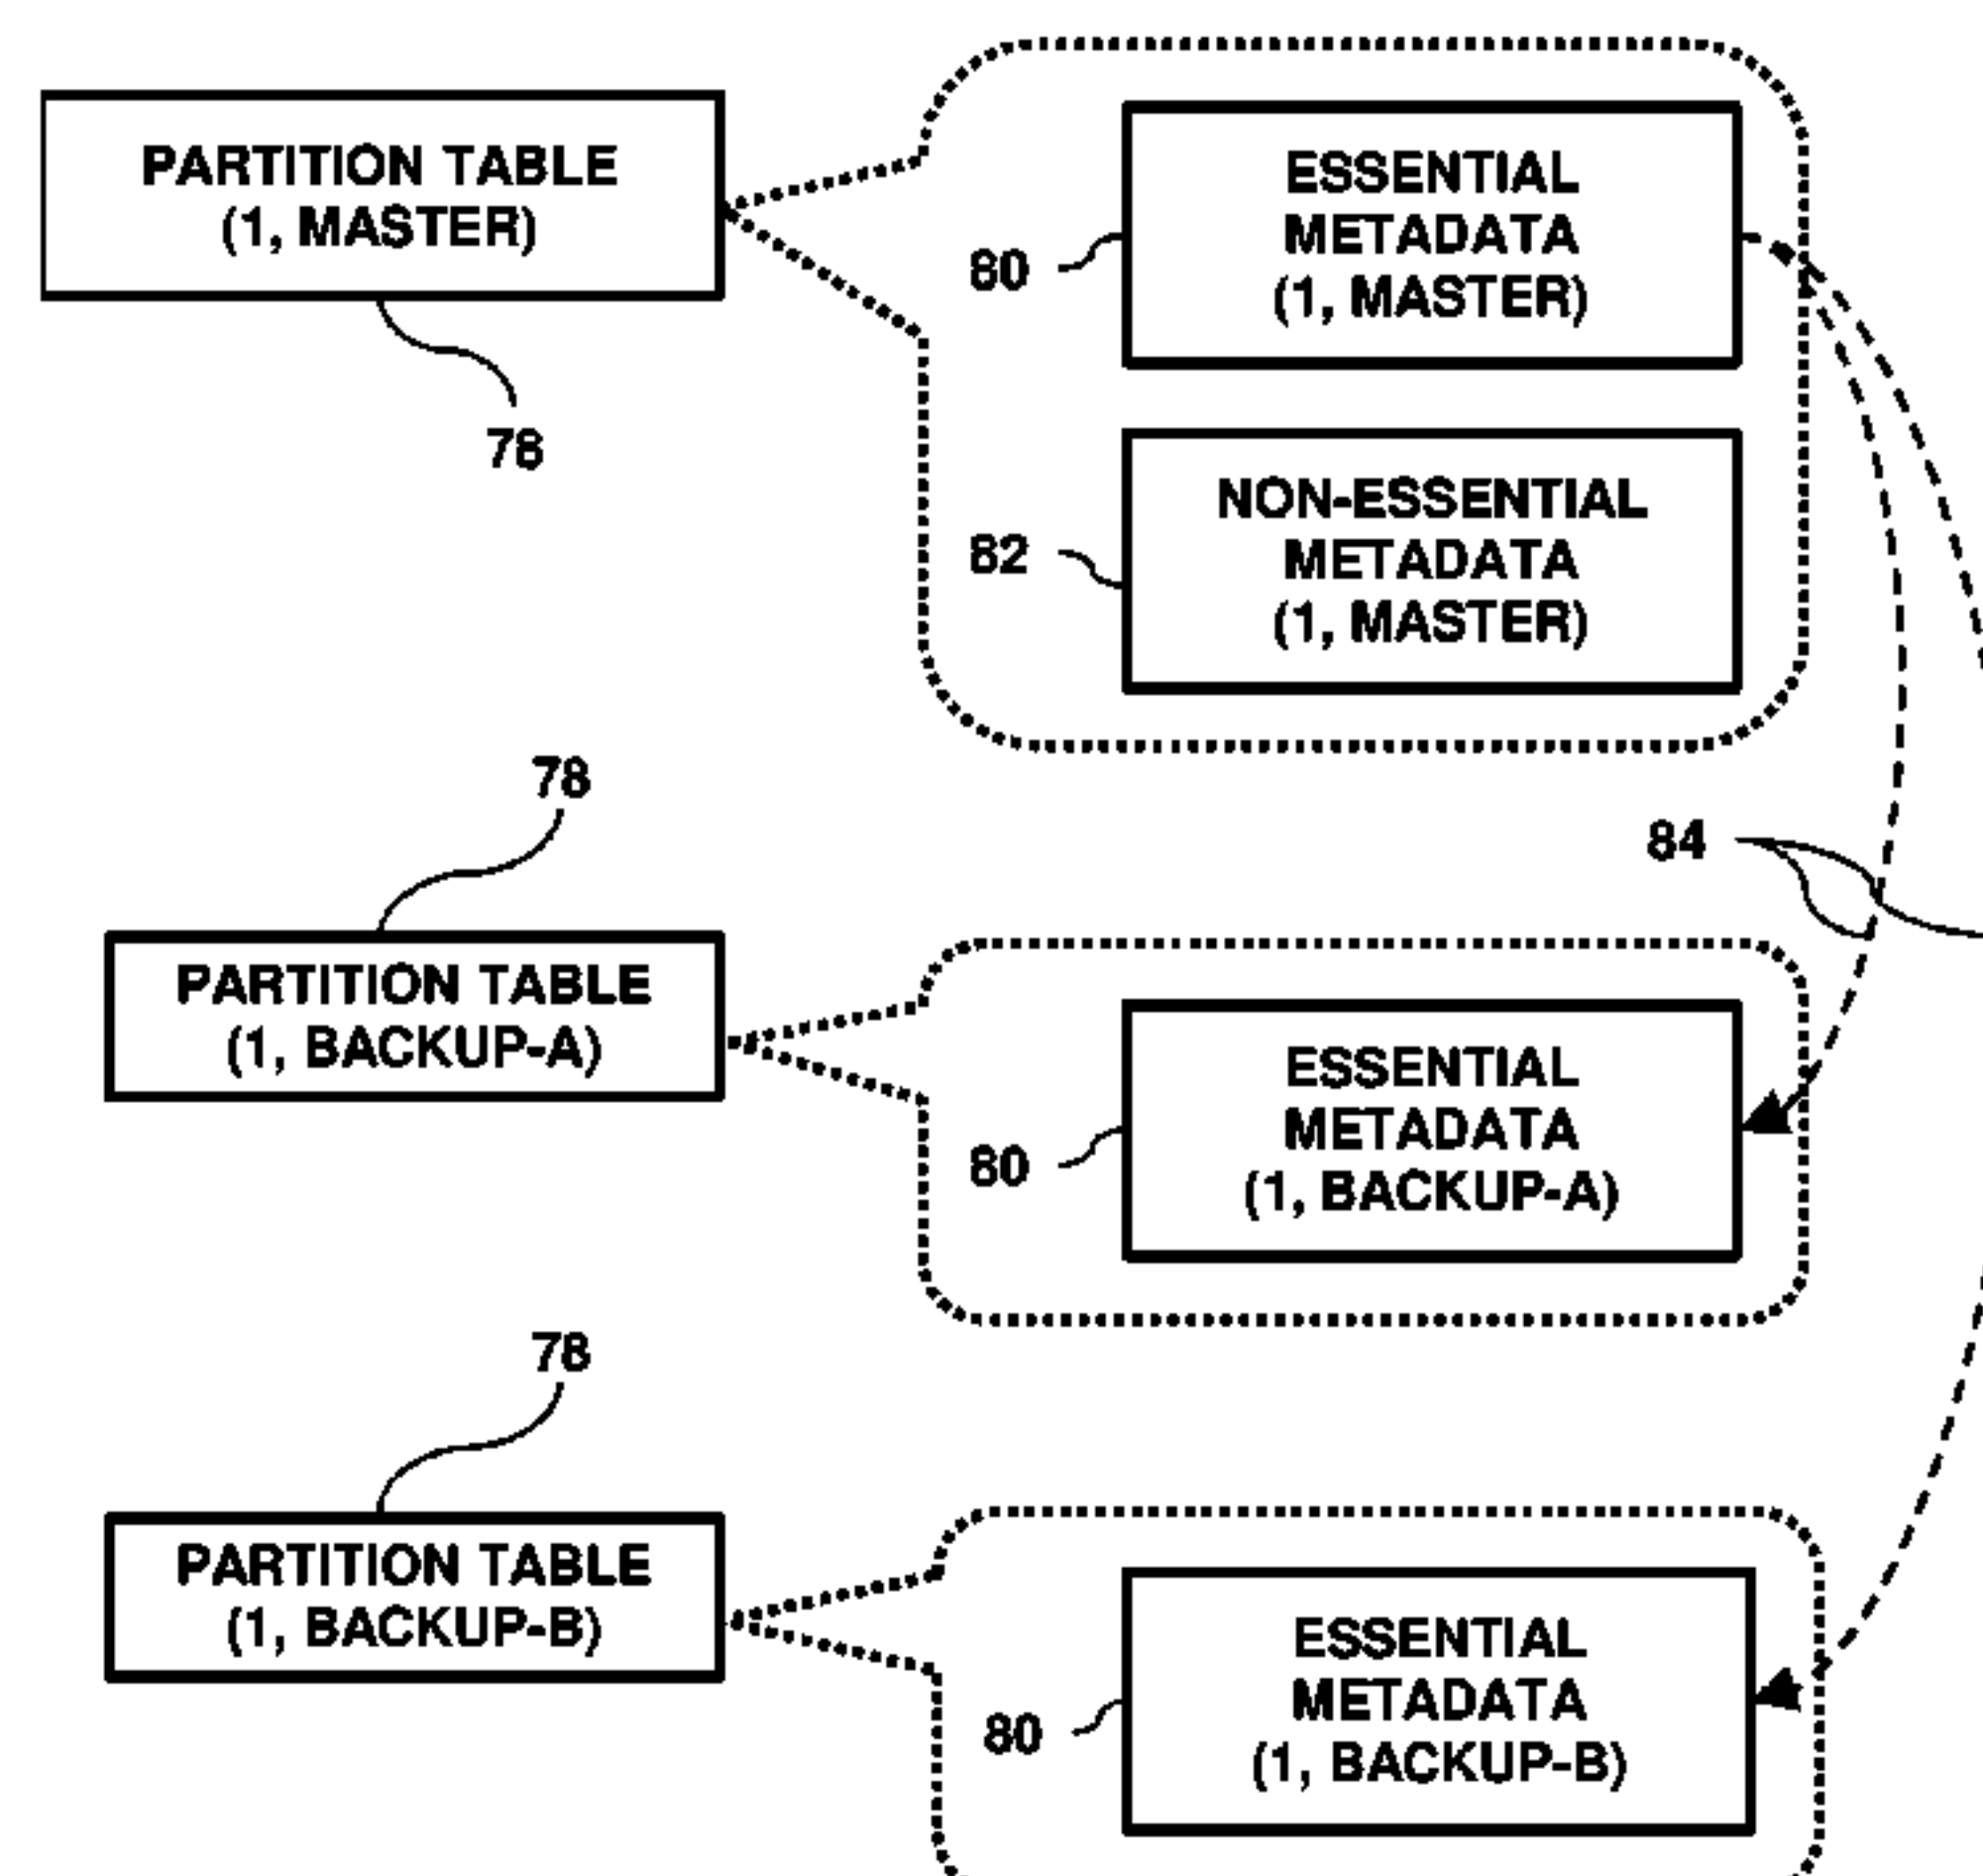 PARTITION TABLE
(1, MASTER)
78
ESSENTIAL
METADATA
(1, MASTER)
80
NON-ESSENTIAL
METADATA
(1, MASTER)
82
78
84
PARTITION TABLE
(1, BACKUP-A)
ESSENTIAL
METADATA
(1, BACKUP-A)
80
78
PARTITION TABLE
(1, BACKUP-B)
ESSENTIAL
METADATA
(1, BACKUP-B)
80